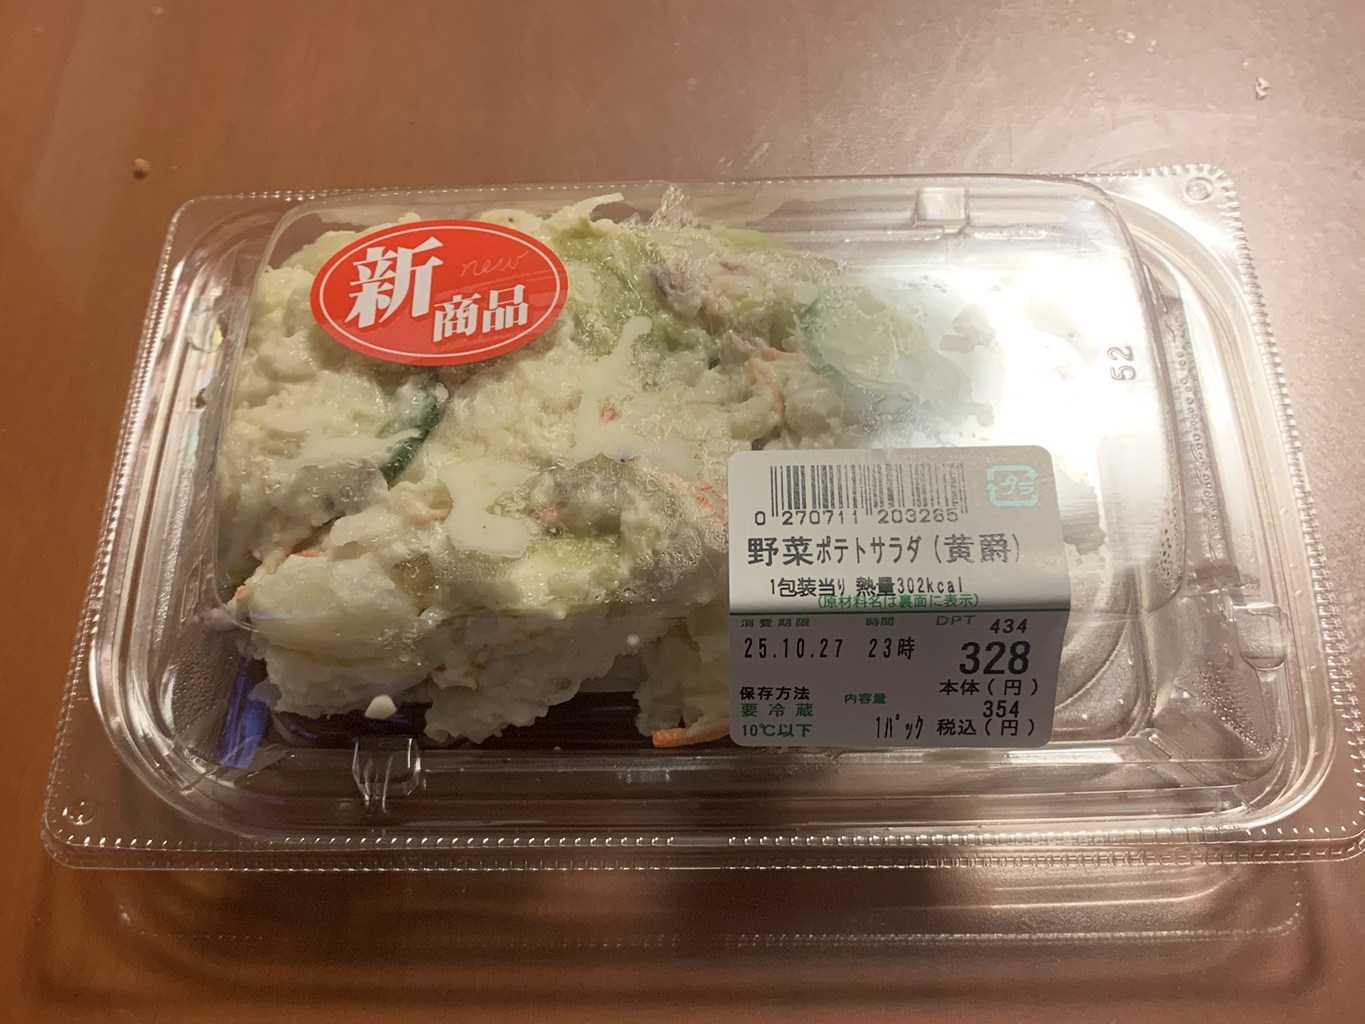 新 new
商品
52
0 270711 203285
プラ
野菜ポテトサラダ(黄爵)
1包装当り 熱量302kcal
(原材料名は裏面に表示)
消費期限 時間 DPT 434
25.10.27 23時 328
本体(円)
保存方法 内容量 354
要冷蔵
10℃以下 1パック 税込(円)